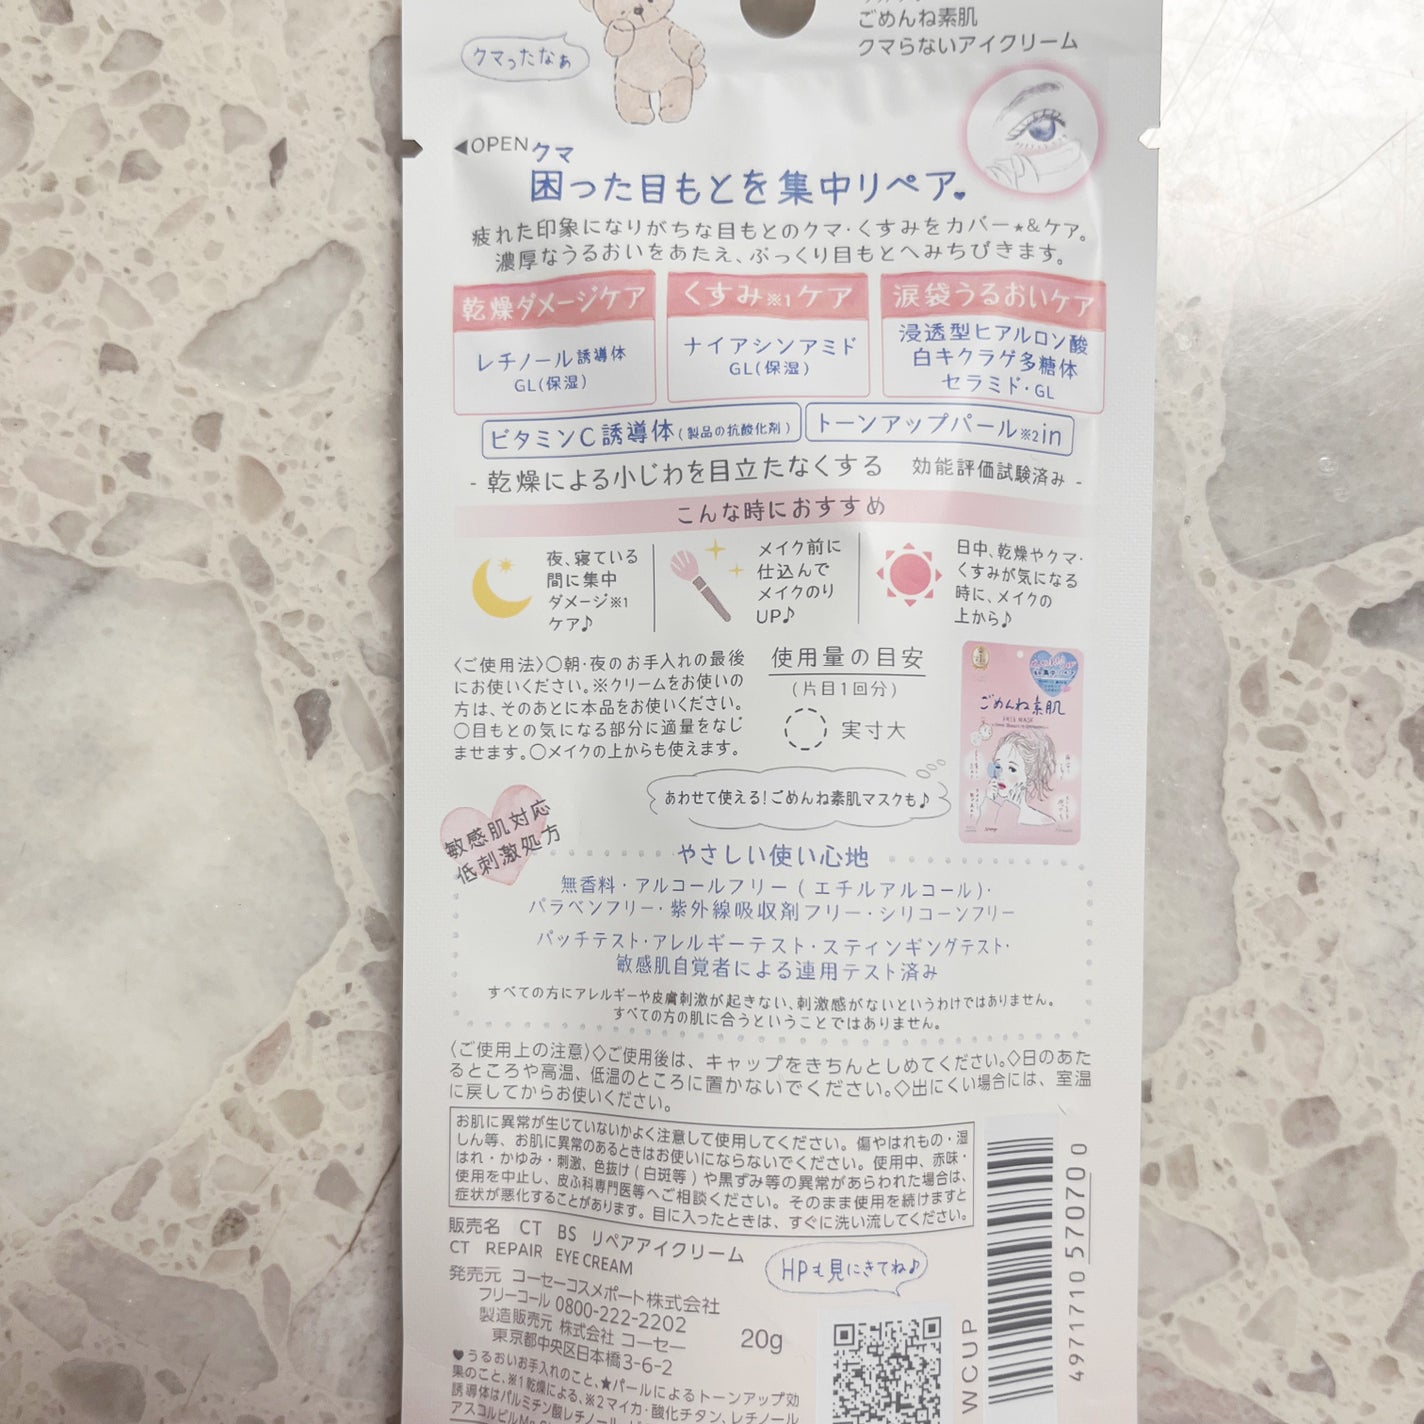 ごめんね素肌
クマらないアイクリーム
クマったなぁ
◀OPEN
クマ
困った目もとを集中リペア♥
疲れた印象になりがちな目もとのクマ・くすみをカバー★&ケア。
濃厚なうるおいをあたえ、ぷっくり目もとへみちびきます。
乾燥ダメージケア
レチノール誘導体
GL(保湿)
くすみ※1ケア
ナイアシンアミド
GL(保湿)
涙袋うるおいケア
浸透型ヒアルロン酸
白キクラゲ多糖体
セラミド・GL
ビタミンC誘導体(製品の抗酸化剤)
トーンアップパール※2in
- 乾燥による小じわを目立たなくする 効能評価試験済み -
こんな時におすすめ
夜、寝ている
間に集中
ダメージ※1
ケア♪
メイク前に
仕込んで
メイクのり
UP♪
日中、乾燥やクマ・
くすみが気になる
時に、メイクの
上から♪
〈ご使用法〉○朝・夜のお手入れの最後
にお使いください。※クリームをお使いの
方は、そのあとに本品をお使いください。
○目もとの気になる部分に適量をなじ
ませます。○メイクの上からも使えます。
使用量の目安
(片目1回分)
実寸大
ごめんね素肌
FACE MASK
あわせて使える!ごめんね素肌マスクも♪
敏感肌対応
低刺激処方
やさしい使い心地
無香料・アルコールフリー(エチルアルコール)・
パラベンフリー・紫外線吸収剤フリー・シリコーンフリー
パッチテスト・アレルギーテスト・スティンギングテスト・
敏感肌自覚者による連用テスト済み
すべての方にアレルギーや皮膚刺激が起きない、刺激感がないというわけではありません。
すべての方の肌に合うということではありません。
〈ご使用上の注意〉◇ご使用後は、キャップをきちんとしめてください。◇日のあた
るところや高温、低温のところに置かないでください。◇出にくい場合には、室温
に戻してからお使いください。
お肌に異常が生じていないかよく注意して使用してください。傷やはれもの・湿
しん等、お肌に異常のあるときはお使いにならないでください。使用中、赤味・
はれ・かゆみ・刺激、色抜け(白斑等)や黒ずみ等の異常があらわれた場合は、
使用を中止し、皮ふ科専門医等へご相談ください。そのまま使用を続けますと
症状が悪化することがあります。目に入ったときは、すぐに洗い流してください。
販売名 CT BS リペアアイクリーム
CT REPAIR EYE CREAM
発売元 コーセーコスメポート株式会社
フリーコール 0800-222-2202
製造販売元 株式会社 コーセー
東京都中央区日本橋3-6-2
20g
HPも見にきてね♪
WCUP
4971710 57070 0
♥うるおいお手入れのこと、★パールによるトーンアップ効
果のこと、※1乾燥による、※2マイカ・酸化チタン、レチノール
誘導体はパルミチン酸レチノール、
アスコルビルMg